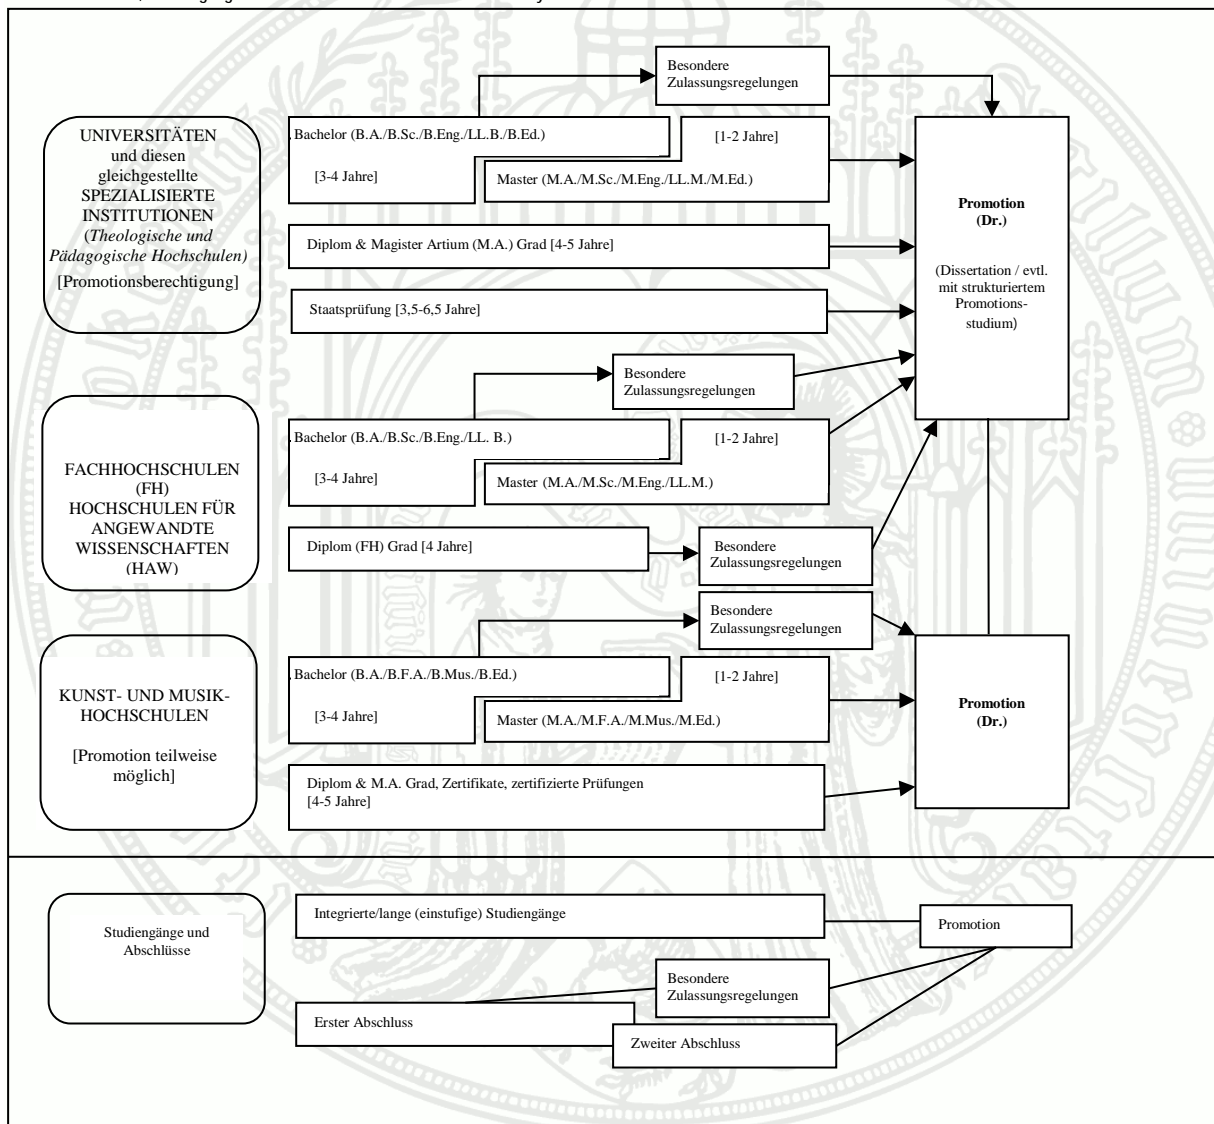 Besondere
Zulassungsregelungen
UNIVERSITÄTEN
und diesen
gleichgestellte
SPEZIALISIERTE
INSTITUTIONEN
(Theologische und
Pädagogische Hochschulen)
[Promotionsberechtigung]
Bachelor (B.A./B.Sc./B.Eng./LL.B./B.Ed.)
[1-2 Jahre]
[3-4 Jahre]
Master (M.A./M.Sc./M.Eng./LL.M./M.Ed.)
Diplom & Magister Artium (M.A.) Grad [4-5 Jahre]
Staatsprüfung [3,5-6,5 Jahre]
Promotion
(Dr.)
(Dissertation / evtl.
mit strukturiertem
Promotions-
studium)
FACHHOCHSCHULEN
(FH)
HOCHSCHULEN FÜR
ANGEWANDTE
WISSENSCHAFTEN
(HAW)
Besondere
Zulassungsregelungen
Bachelor (B.A./B.Sc./B.Eng./LL. B.)
[1-2 Jahre]
[3-4 Jahre]
Master (M.A./M.Sc./M.Eng./LL.M.)
Diplom (FH) Grad [4 Jahre]
Besondere
Zulassungsregelungen
KUNST- UND MUSIK-
HOCHSCHULEN
[Promotion teilweise
möglich]
Besondere
Zulassungsregelungen
Bachelor (B.A./B.F.A./B.Mus./B.Ed.)
[1-2 Jahre]
[3-4 Jahre]
Master (M.A./M.F.A./M.Mus./M.Ed.)
Diplom & M.A. Grad, Zertifikate, zertifizierte Prüfungen
[4-5 Jahre]
Promotion
(Dr.)
Studiengänge und
Abschlüsse
Integrierte/lange (einstufige) Studiengänge
Promotion
Besondere
Zulassungsregelungen
Erster Abschluss
Zweiter Abschluss